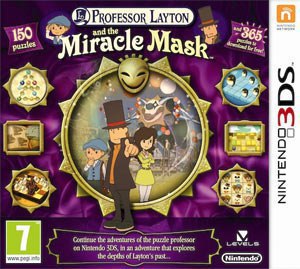 PROFESSOR LAYTON
and the
Miracle Mask
150
puzzles
and 365
puzzles to
download for free!
NINTENDO 3DS
7
www.pegi.info
Continue the adventures of the puzzle professor
on Nintendo 3DS, in an adventure that explores
the depths of Layton's past...
LEVEL5
Nintendo